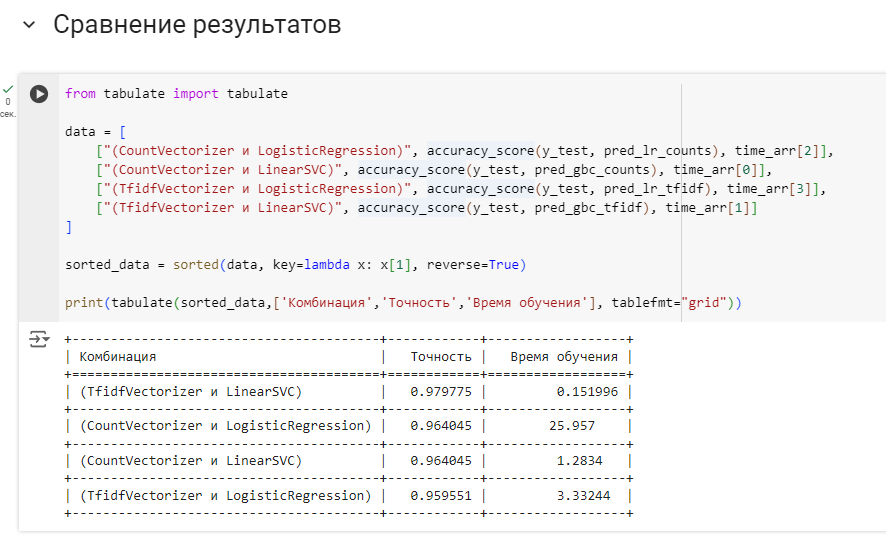 Сравнение результатов
0
сек.
from tabulate import tabulate
data = [
["(CountVectorizer и LogisticRegression)", accuracy_score(y_test, pred_lr_counts), time_arr[2]],
["(CountVectorizer и LinearSVC)", accuracy_score(y_test, pred_gbc_counts), time_arr[0]],
["(TfidfVectorizer и LogisticRegression)", accuracy_score(y_test, pred_lr_tfidf), time_arr[3]],
["(TfidfVectorizer и LinearSVC)", accuracy_score(y_test, pred_gbc_tfidf), time_arr[1]]
]
sorted_data = sorted(data, key=lambda x: x[1], reverse=True)
print(tabulate(sorted_data,['Комбинация','Точность','Время обучения'], tablefmt="grid"))
+----------------------------------------+------------+------------------+
| Комбинация                             |   Точность |   Время обучения |
+========================================+============+==================+
| (TfidfVectorizer и LinearSVC)          |   0.979775 |         0.151996 |
+----------------------------------------+------------+------------------+
| (CountVectorizer и LogisticRegression) |   0.964045 |        25.957    |
+----------------------------------------+------------+------------------+
| (CountVectorizer и LinearSVC)          |   0.964045 |         1.2834   |
+----------------------------------------+------------+------------------+
| (TfidfVectorizer и LogisticRegression) |   0.959551 |         3.33244  |
+----------------------------------------+------------+------------------+